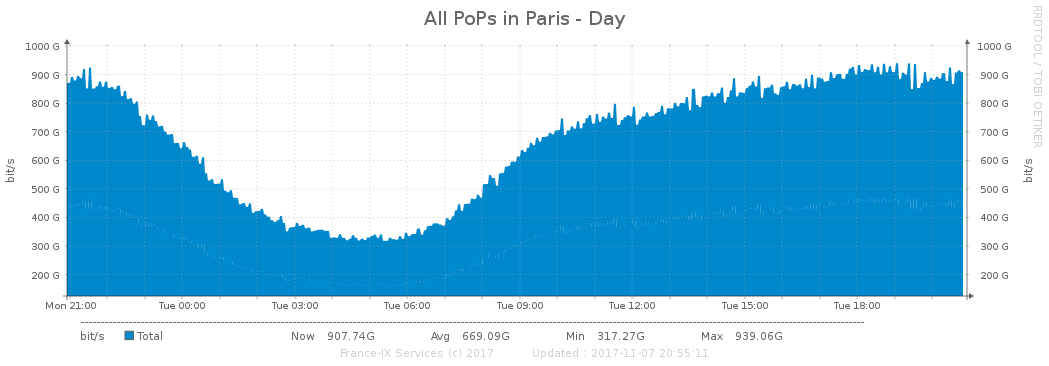 All PoPs in Paris - Day
RRDTOOL / TOBI OETIKER
1000 G 1000 G
900 G 900 G
800 G 800 G
700 G 700 G
600 G 600 G
500 G 500 G
400 G 400 G
300 G 300 G
200 G 200 G
bit/s bit/s
Mon 21:00 Tue 00:00 Tue 03:00 Tue 06:00 Tue 09:00 Tue 12:00 Tue 15:00 Tue 18:00
bit/s Total Now 907.74G Avg 669.09G Min 317.27G Max 939.06G
France-IX Services (c) 2017 Updated : 2017-11-07 20:55:11